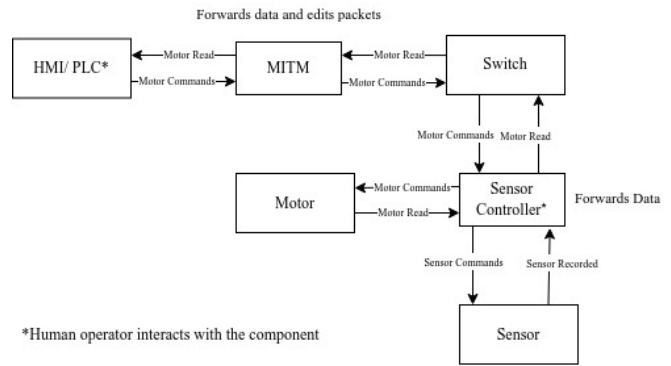 Forwards data and edits packets
HMI/ PLC*
Motor Read
Motor Commands
MITM
Motor Read
Motor Commands
Switch
Motor Commands
Motor Read
Motor
Motor Commands
Motor Read
Sensor
Controller*
Forwards Data
Sensor Commands
Sensor Recorded
*Human operator interacts with the component
Sensor